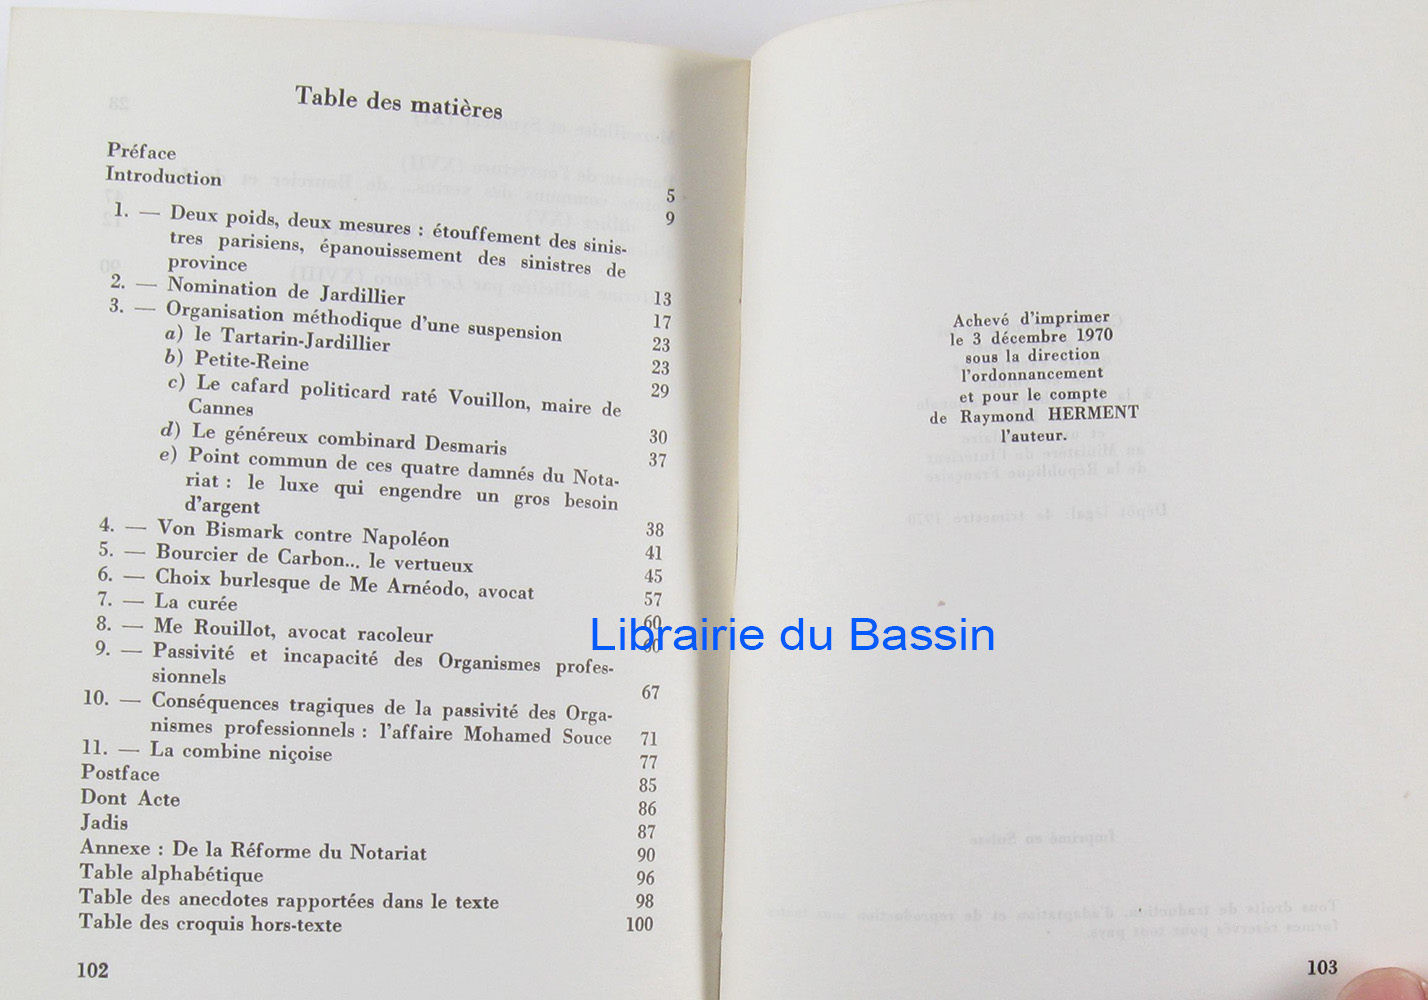 Table des matières
Préface 5
Introduction 9
1. — Deux poids, deux mesures : étouffement des sinis-
tres parisiens, épanouissement des sinistres de
province 13
2. — Nomination de Jardillier 17
3. — Organisation méthodique d'une suspension 23
a) le Tartarin-Jardillier 23
b) Petite-Reine 29
c) Le cafard politicard raté Vouillon, maire de
Cannes 30
d) Le généreux combinard Desmaris 37
e) Point commun de ces quatre damnés du Nota-
riat : le luxe qui engendre un gros besoin
d'argent 38
4. — Von Bismark contre Napoléon 41
5. — Bourcier de Carbon... le vertueux 45
6. — Choix burlesque de Me Arnéodo, avocat 57
7. — La curée 60
8. — Me Rouillot, avocat racoleur
9. — Passivité et incapacité des Organismes profes-
sionnels 67
10. — Conséquences tragiques de la passivité des Orga-
nismes professionnels : l'affaire Mohamed Souce 71
11. — La combine niçoise 77
Postface 85
Dont Acte 86
Jadis 87
Annexe : De la Réforme du Notariat 90
Table alphabétique 96
Table des anecdotes rapportées dans le texte 98
Table des croquis hors-texte 100
102
Achevé d'imprimer
le 3 décembre 1970
sous la direction
l'ordonnancement
et pour le compte
de Raymond HERMENT
l'auteur.
103
Librairie du Bassin